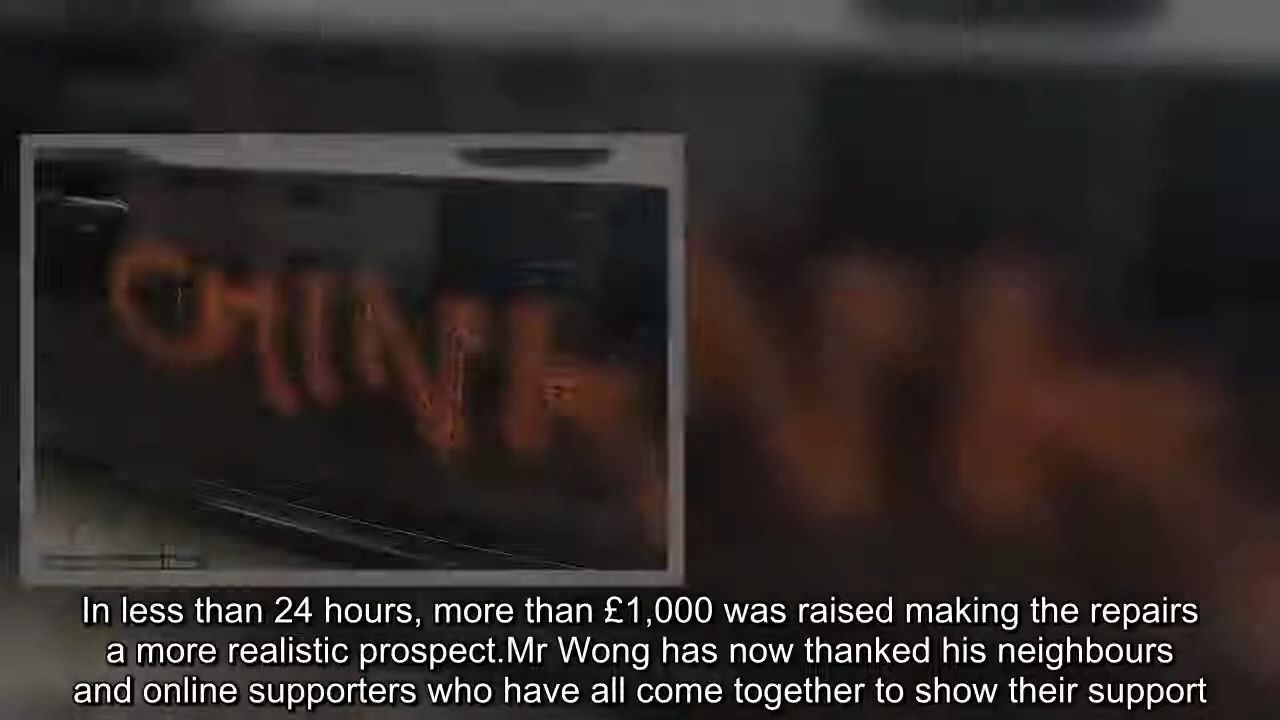 CHINK
In less than 24 hours, more than £1,000 was raised making the repairs
a more realistic prospect.Mr Wong has now thanked his neighbours
and online supporters who have all come together to show their support